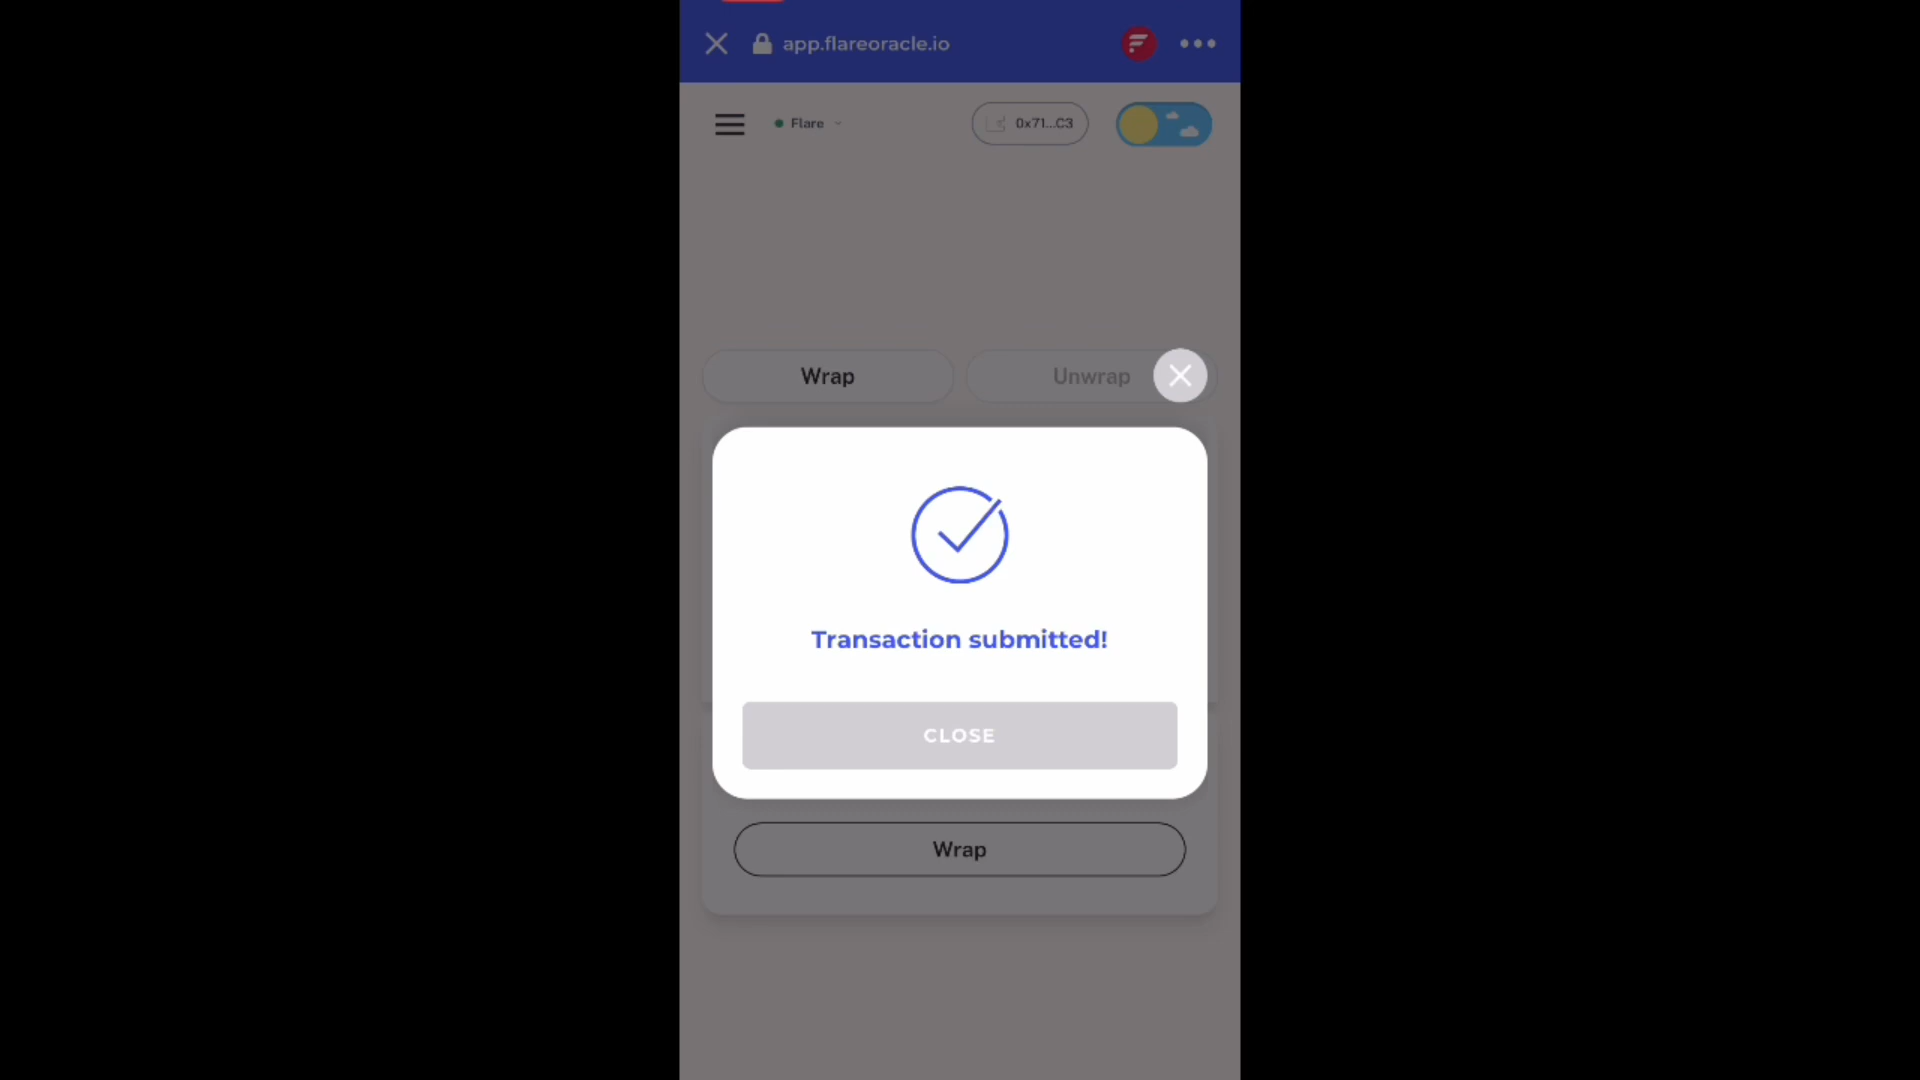 app.flareoracle.io
Flare 0x71...C3
Wrap Unwrap
Transaction submitted!
CLOSE
Wrap